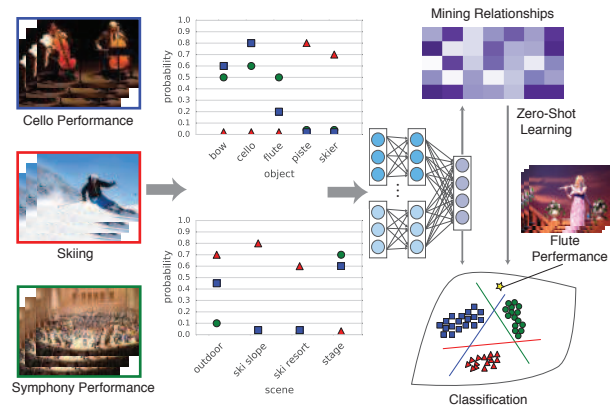 Cello Performance
Skiing
Symphony Performance
probability
1.0
0.9
0.8
0.7
0.6
0.5
0.4
0.3
0.2
0.1
0.0
bow
cello
flute
piste
skier
object
probability
1.0
0.9
0.8
0.7
0.6
0.5
0.4
0.3
0.2
0.1
0.0
outdoor
ski slope
ski resort
stage
scene
Mining Relationships
Zero-Shot
Learning
Flute
Performance
Classification